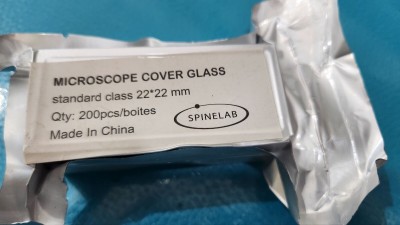 MICROSCOPE COVER GLASS
standard class 22*22 mm
Qty: 200pcs/boites
Made In China
SPINELAB